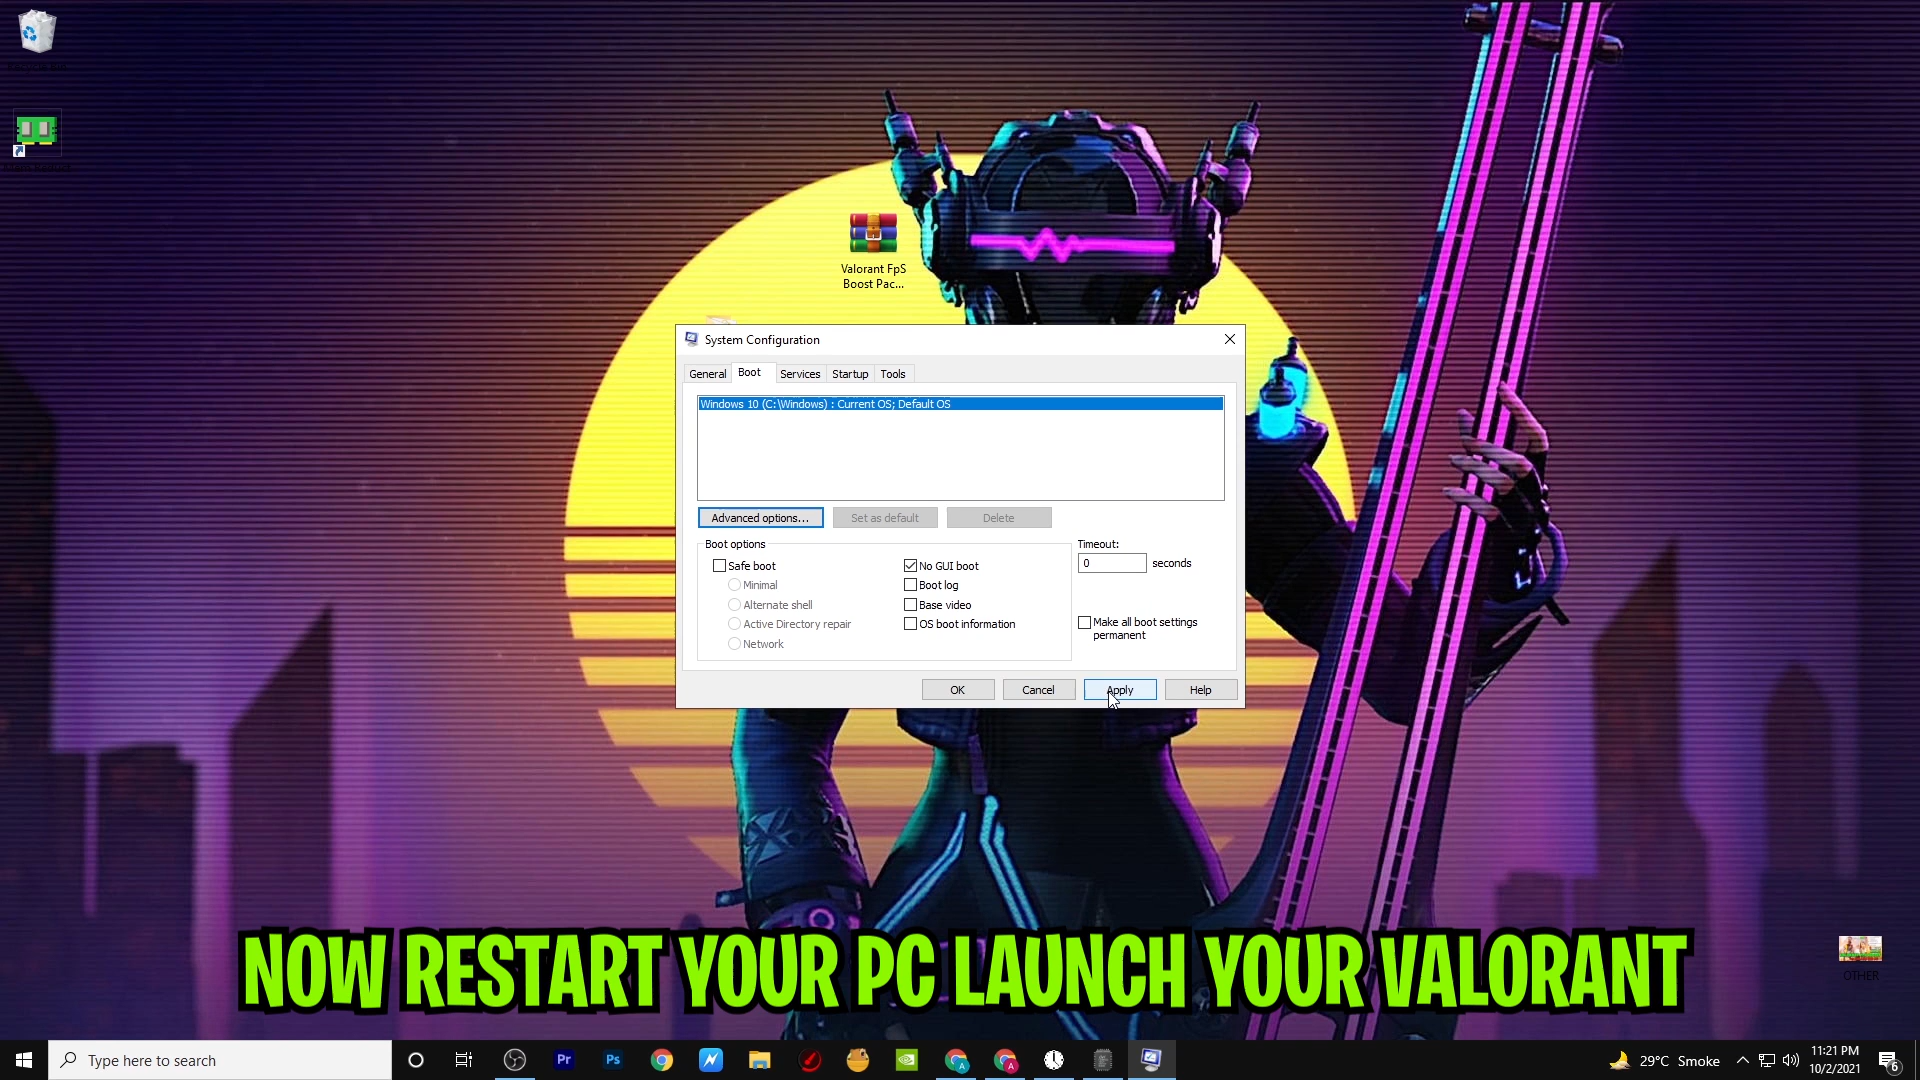 Valorant FpS
Boost Pac...
System Configuration
General
Boot
Services
Startup
Tools
Windows 10 (C:\Windows) : Current OS; Default OS
Advanced options...
Set as default
Delete
Boot options
Timeout:
Safe boot
No GUI boot
0
seconds
Minimal
Boot log
Alternate shell
Base video
Active Directory repair
OS boot information
Make all boot settings
permanent
Network
OK
Cancel
Apply
Help
NOW RESTART YOUR PC LAUNCH YOUR VALORANT
OTHER
Type here to search
Pr
Ps
A
A
29°C Smoke
11:21 PM
10/2/2021
6